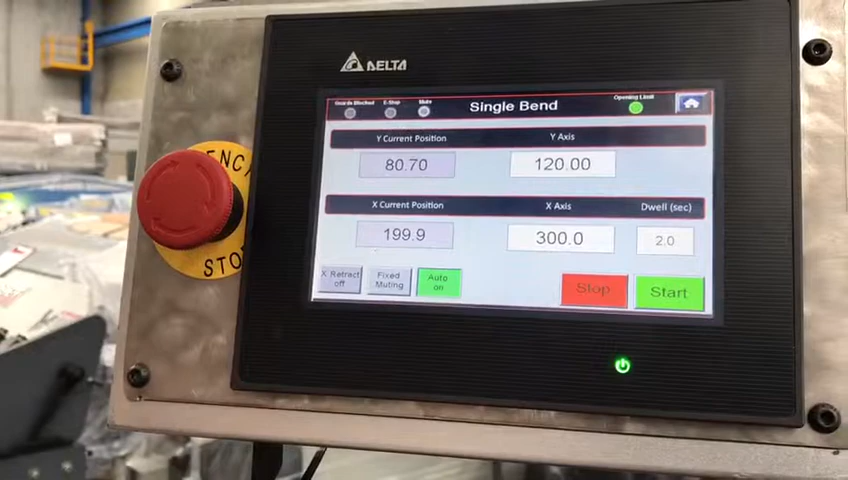 DELTA
Guards Blocked E-Stop Mute Single Bend Opening Limit
Y Current Position Y Axis
80.70 120.00
X Current Position X Axis Dwell (sec)
199.9 300.0 2.0
X Retract
off
Fixed
Muting
Auto
on
Stop Start
STO